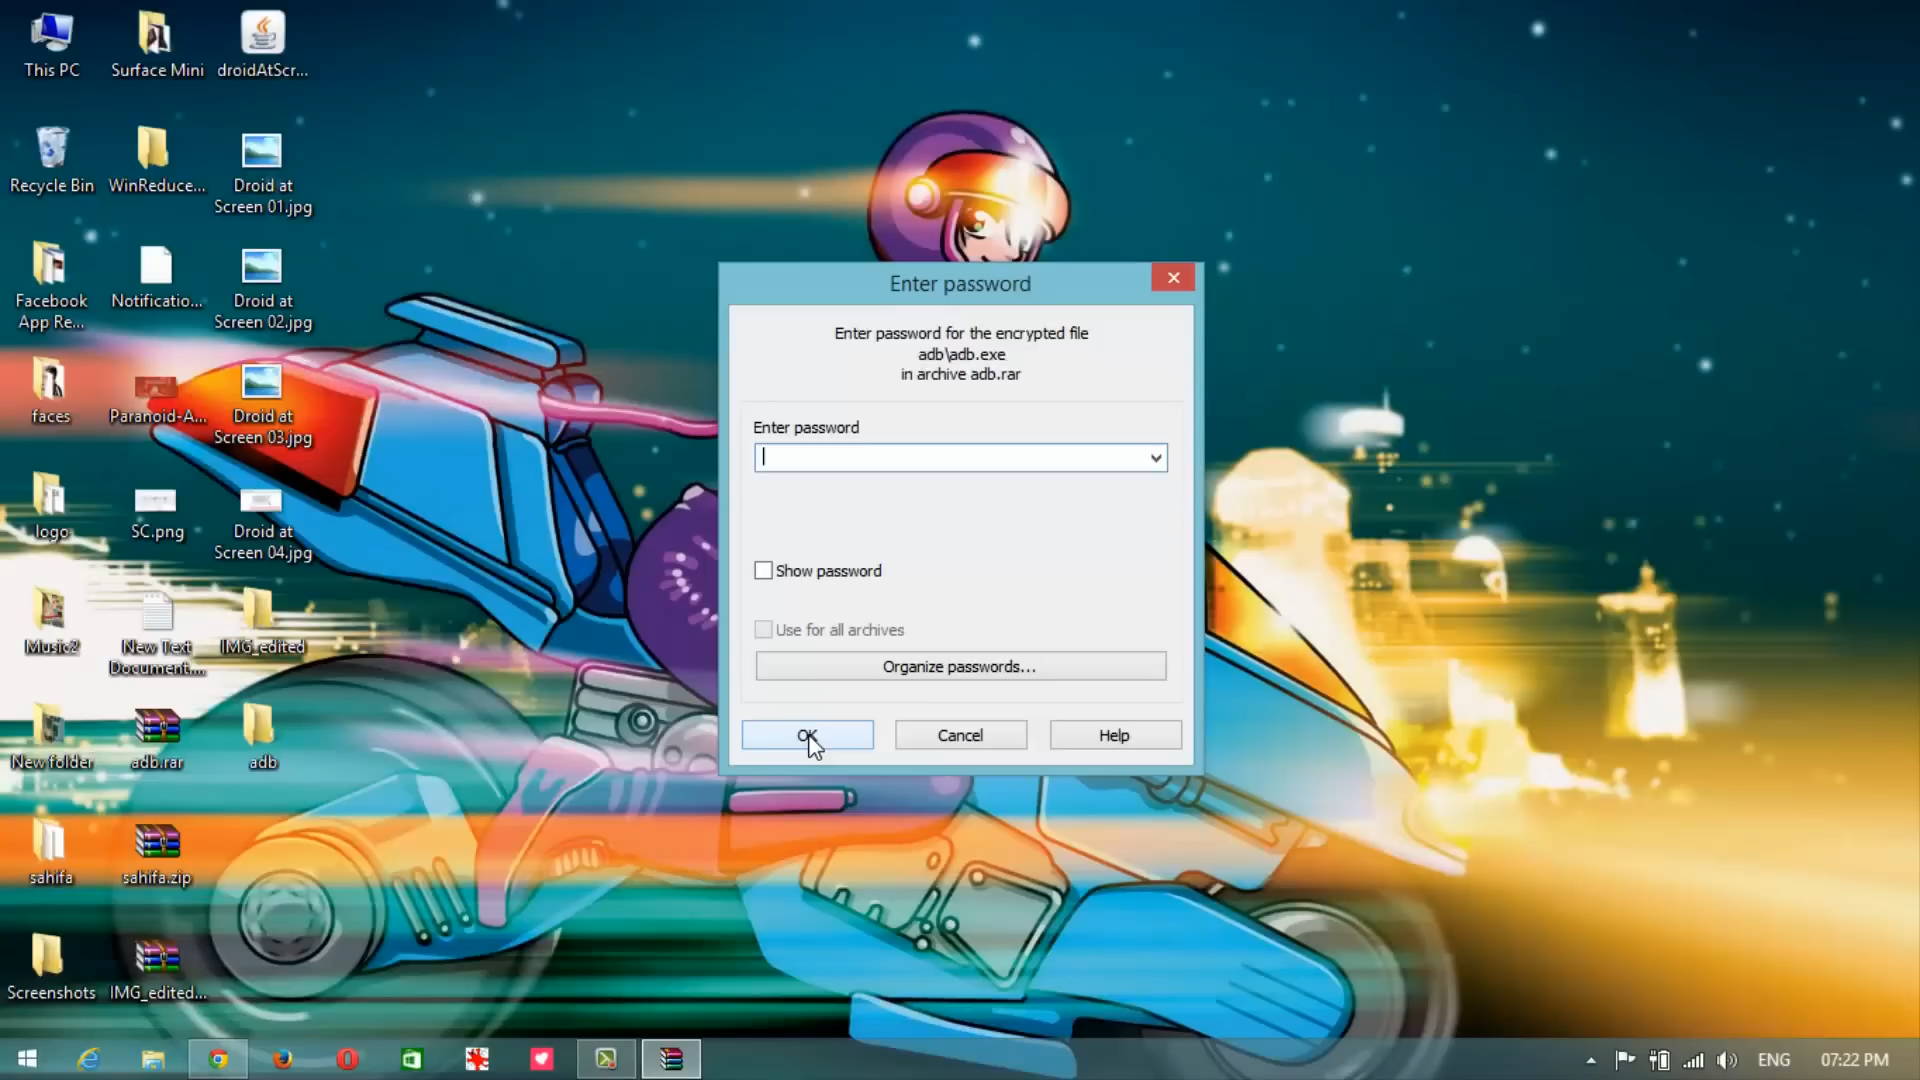 This PC
Surface Mini
droidAtScr...
Recycle Bin
WinReduce...
Droid at
Screen 01.jpg
Facebook
App Re...
Notificatio...
Droid at
Screen 02.jpg
faces
Paranoid-A...
Droid at
Screen 03.jpg
logo
SC.png
Droid at
Screen 04.jpg
Music2
New Text
Document....
IMG_edited
New folder
adb.rar
adb
sahifa
sahifa.zip
Screenshots
IMG_edited...
Enter password
Enter password for the encrypted file
adb\adb.exe
in archive adb.rar
Enter password
Show password
Use for all archives
Organize passwords...
OK
Cancel
Help
ENG
07:22 PM